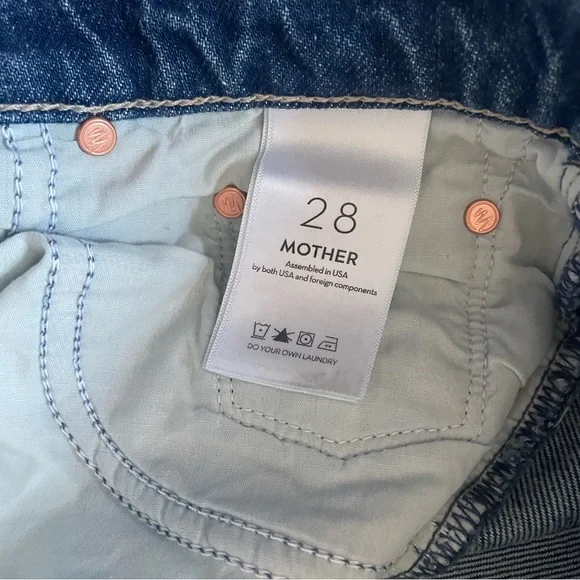 28
MOTHER
Assembled in USA
by both USA and foreign components
DO YOUR OWN LAUNDRY